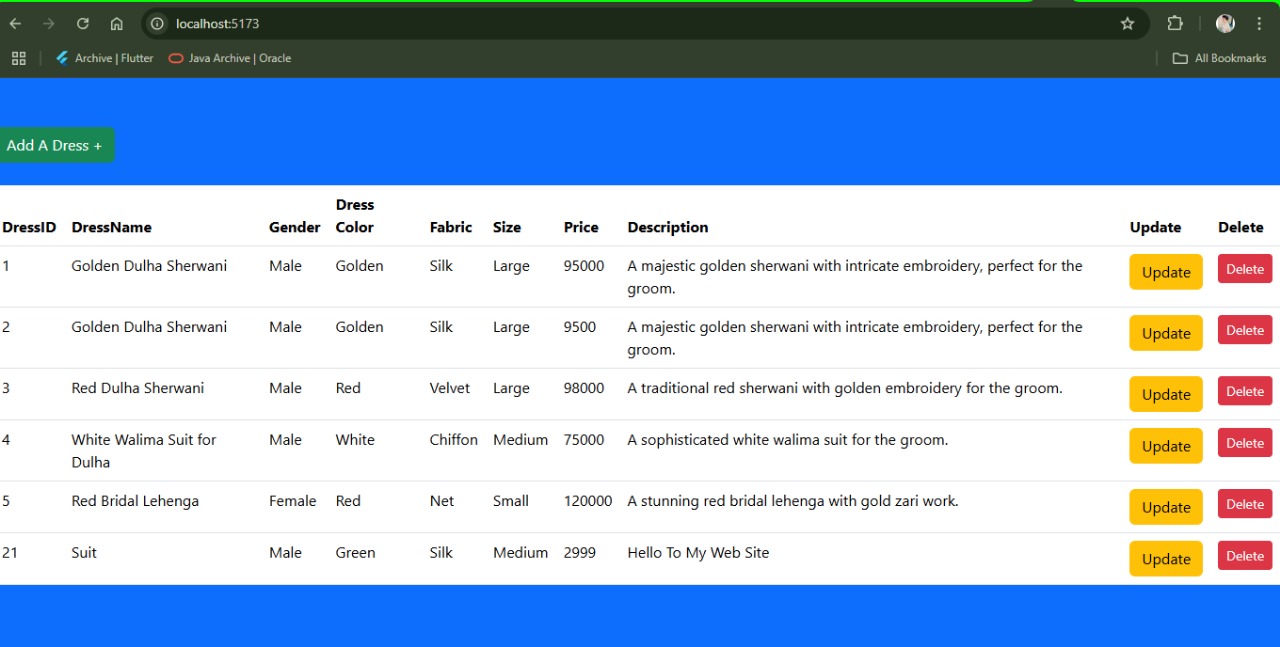 localhost:5173
Archive | Flutter Java Archive | Oracle All Bookmarks
Add A Dress +
DressID DressName Gender Dress Color Fabric Size Price Description Update Delete
1 Golden Dulha Sherwani Male Golden Silk Large 95000 A majestic golden sherwani with intricate embroidery, perfect for the groom. Update Delete
2 Golden Dulha Sherwani Male Golden Silk Large 9500 A majestic golden sherwani with intricate embroidery, perfect for the groom. Update Delete
3 Red Dulha Sherwani Male Red Velvet Large 98000 A traditional red sherwani with golden embroidery for the groom. Update Delete
4 White Walima Suit for Dulha Male White Chiffon Medium 75000 A sophisticated white walima suit for the groom. Update Delete
5 Red Bridal Lehenga Female Red Net Small 120000 A stunning red bridal lehenga with gold zari work. Update Delete
21 Suit Male Green Silk Medium 2999 Hello To My Web Site Update Delete